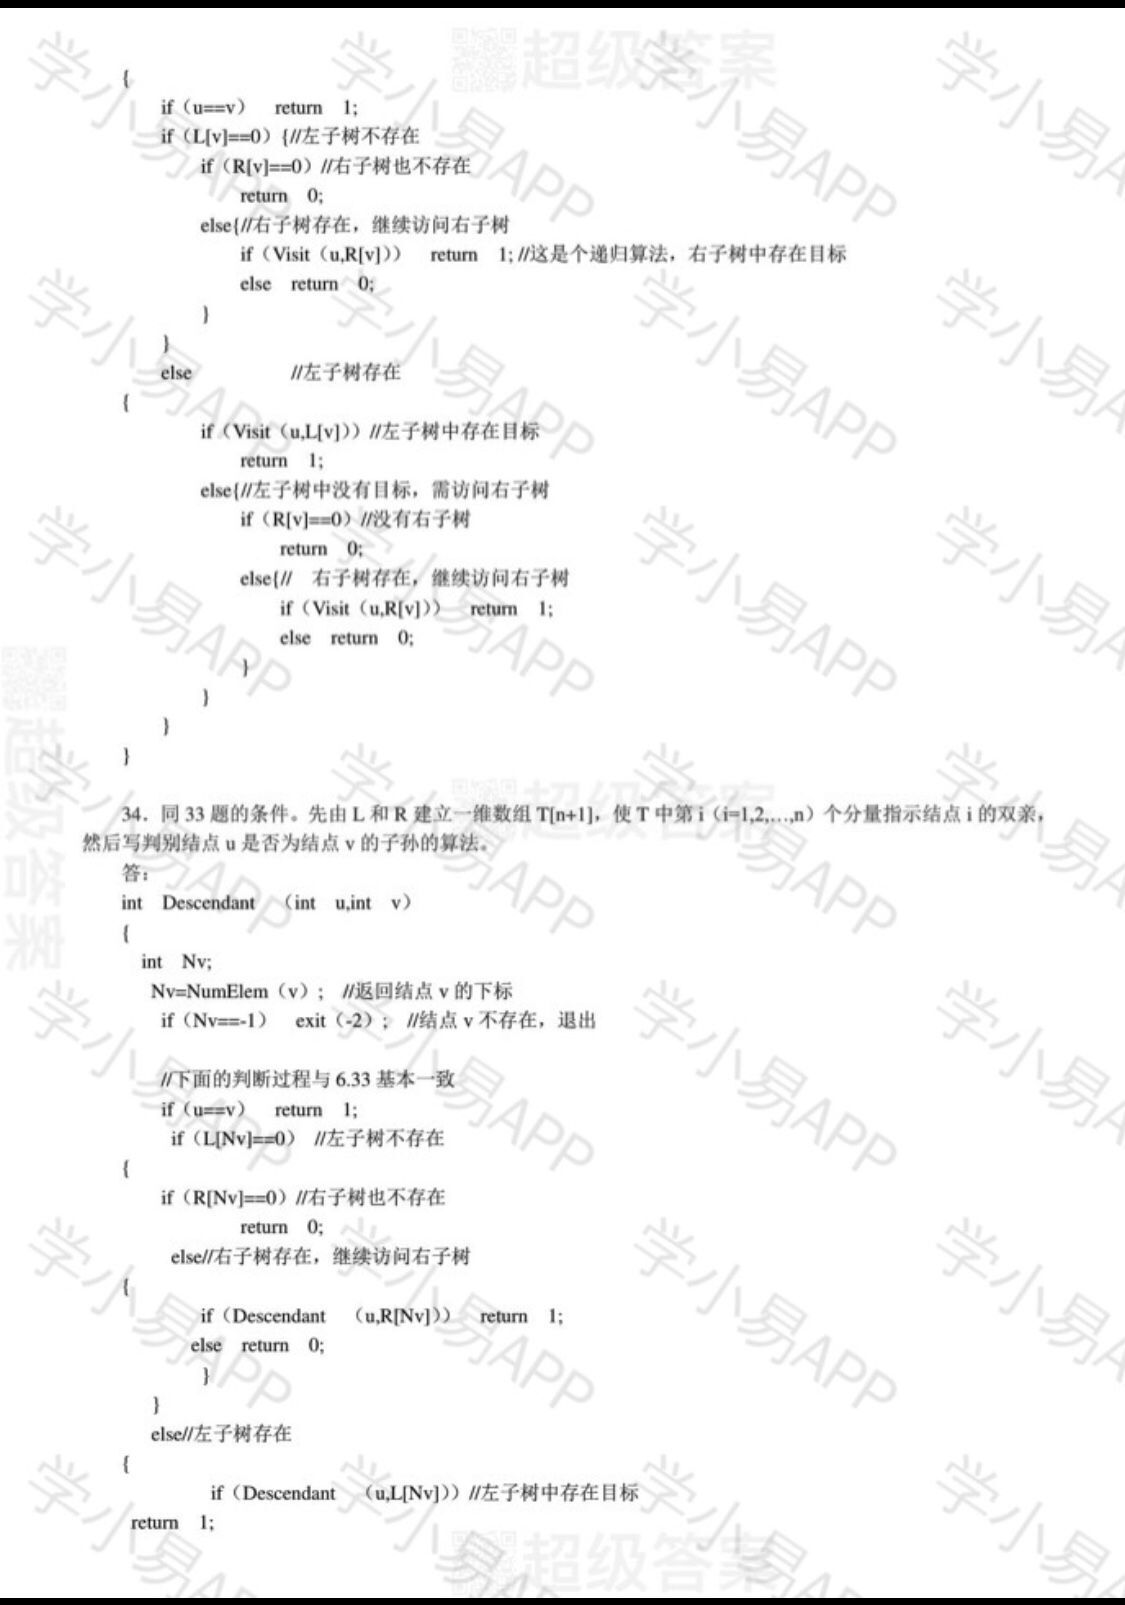 {
if（u==v） return 1;
if（L[v]==0）{//左子树不存在
if（R[v]==0）//右子树也不存在
return 0;
else{//右子树存在，继续访问右子树
if（Visit（u,R[v])） return 1; //这是个递归算法，右子树中存在目标
else return 0;
}
}
else //左子树存在
{
if（Visit（u,L[v])）//左子树中存在目标
return 1;
else{//左子树中没有目标，需访问右子树
if（R[v]==0）//没有右子树
return 0;
else{// 右子树存在，继续访问右子树
if（Visit（u,R[v])） return 1;
else return 0;
}
}
}
}
34．同 33 题的条件。先由 L 和 R 建立一维数组 T[n+1]，使 T 中第 i（i=1,2,…,n）个分量指示结点 i 的双亲，
然后写判别结点 u 是否为结点 v 的子孙的算法。
答：
int Descendant （int u,int v）
{
int Nv;
Nv=NumElem（v）; //返回结点 v 的下标
if（Nv==-1） exit（-2）; //结点 v 不存在，退出
//下面的判断过程与 6.33 基本一致
if（u==v） return 1;
if（L[Nv]==0） //左子树不存在
{
if（R[Nv]==0）//右子树也不存在
return 0;
else//右子树存在，继续访问右子树
{
if（Descendant （u,R[Nv])） return 1;
else return 0;
}
}
else//左子树存在
{
if（Descendant （u,L[Nv])）//左子树中存在目标
return 1;
学小易APP
超级答案